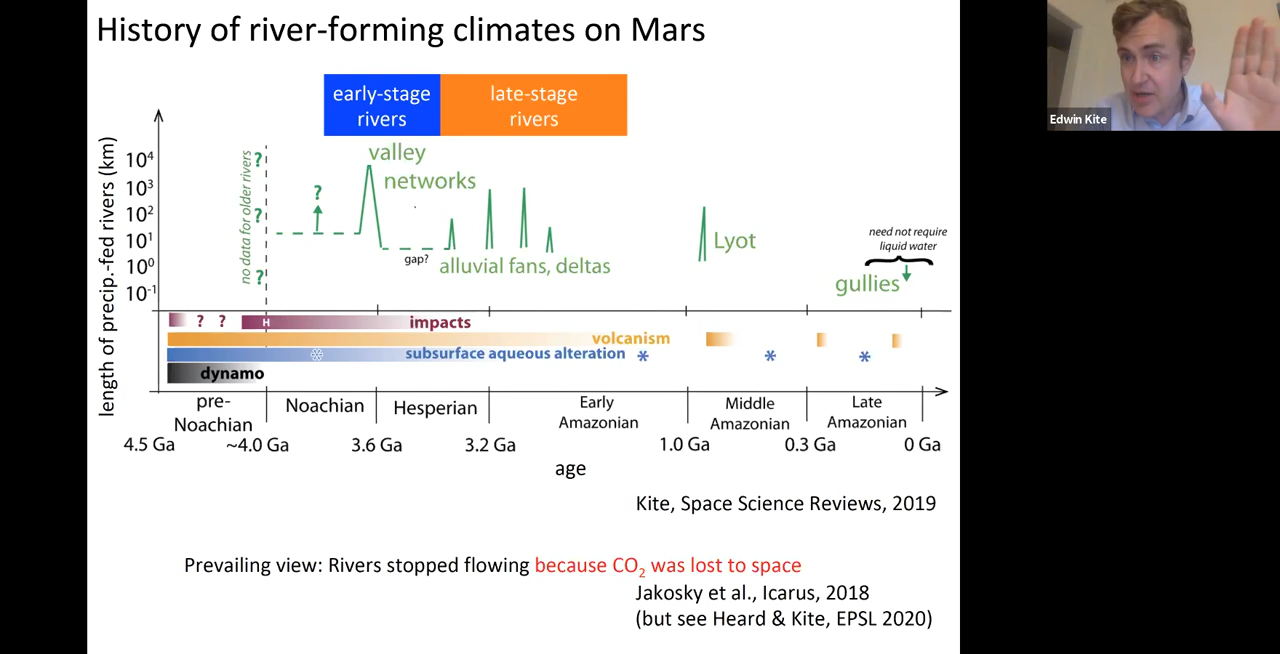 History of river-forming climates on Mars
Edwin Kite
early-stage
rivers
late-stage
rivers
length of precip.-fed rivers (km)
10⁴
10³
10²
10¹
10⁰
10⁻¹
no data for older rivers
?
?
?
?
valley
networks
gap?
alluvial fans, deltas
Lyot
need not require
liquid water
gullies
? ?
H
impacts
volcanism
subsurface aqueous alteration * * *
dynamo
pre-
Noachian
Noachian
Hesperian
Early
Amazonian
Middle
Amazonian
Late
Amazonian
4.5 Ga ~4.0 Ga 3.6 Ga 3.2 Ga 1.0 Ga 0.3 Ga 0 Ga
age
Kite, Space Science Reviews, 2019
Prevailing view: Rivers stopped flowing because CO₂ was lost to space
Jakosky et al., Icarus, 2018
(but see Heard & Kite, EPSL 2020)